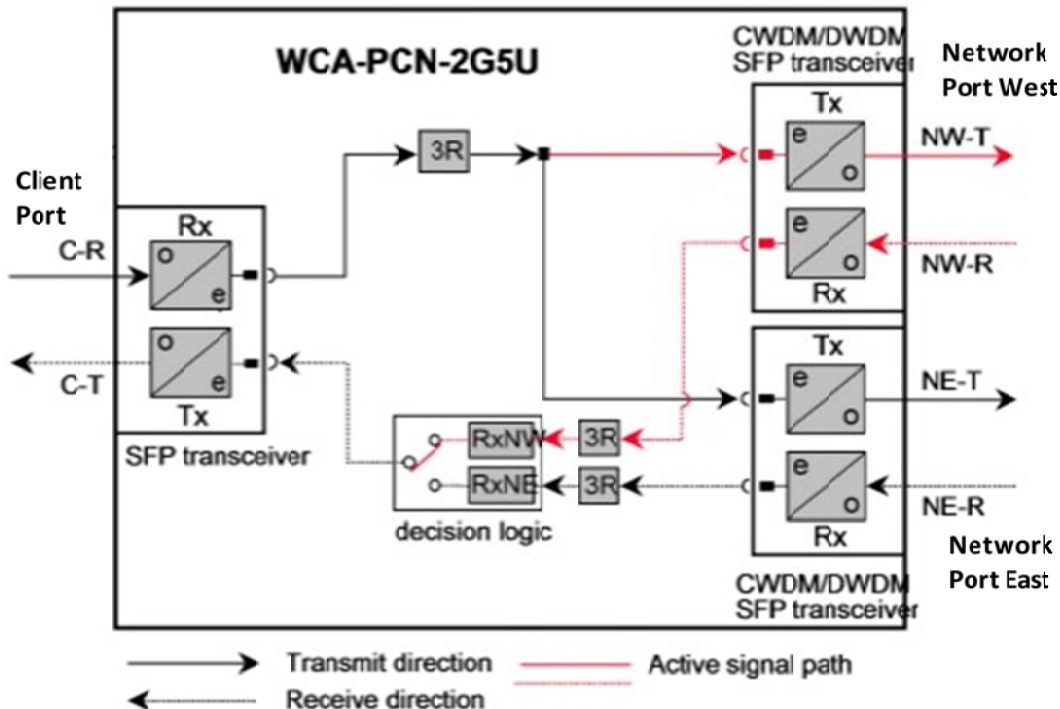 WCA-PCN-2G5U
CWDM/DWDM
SFP transceiver
Network
Port West
Tx
e
o
NW-T
3R
Client
Port
Rx
C-R
o
e
e
o
NW-R
Rx
o
e
C-T
Tx
SFP transceiver
Tx
e
o
NE-T
RxNW
3R
RxNE
3R
decision logic
e
o
NE-R
Rx
Network
Port East
CWDM/DWDM
SFP transceiver
Transmit direction
Active signal path
Receive direction